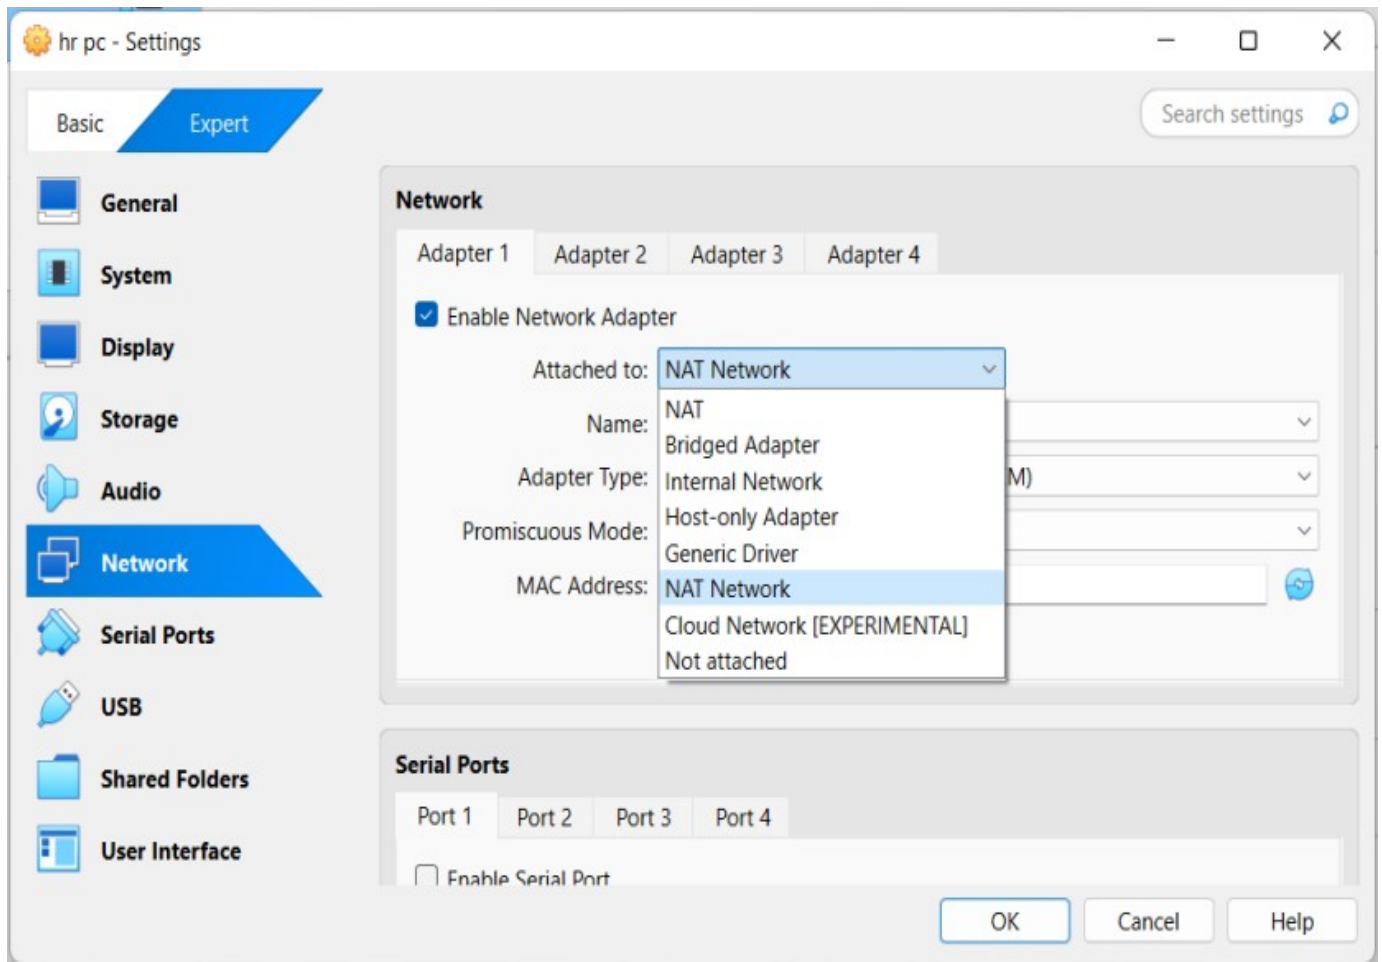 hr pc - Settings
Basic
Expert
Search settings
General
System
Display
Storage
Audio
Network
Serial Ports
USB
Shared Folders
User Interface
Network
Adapter 1
Adapter 2
Adapter 3
Adapter 4
Enable Network Adapter
Attached to: NAT Network
NAT
Name:
Bridged Adapter
Adapter Type:
Internal Network
M)
Host-only Adapter
Promiscuous Mode:
Generic Driver
MAC Address:
NAT Network
Cloud Network [EXPERIMENTAL]
Not attached
Serial Ports
Port 1
Port 2
Port 3
Port 4
Enable Serial Port
OK
Cancel
Help